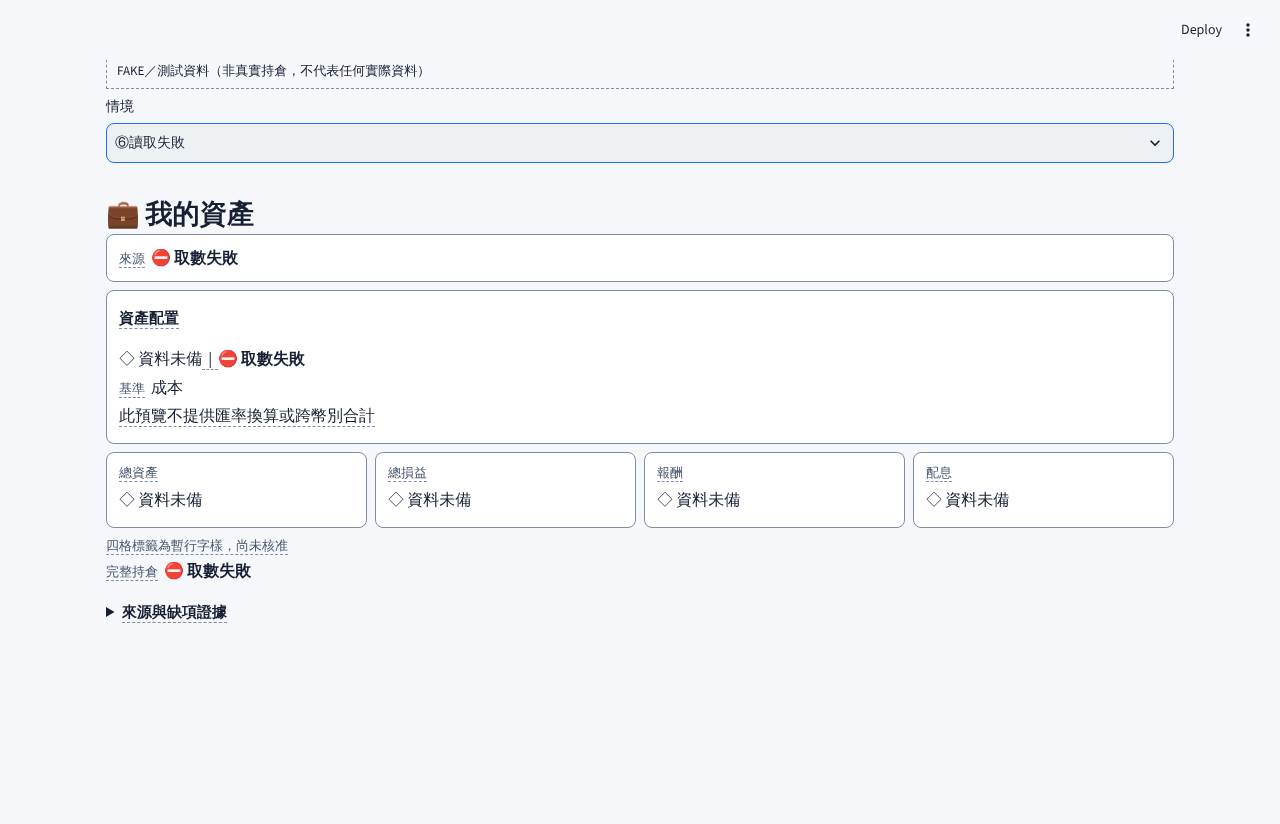 Deploy
FAKE／測試資料（非真實持倉，不代表任何實際資料）
情境
⑥讀取失敗
💼 我的資產
來源 ⛔ 取數失敗
資產配置
◇ 資料未備｜⛔ 取數失敗
基準 成本
此預覽不提供匯率換算或跨幣別合計
總資產 總損益 報酬 配息
◇ 資料未備 ◇ 資料未備 ◇ 資料未備 ◇ 資料未備
四格標籤為暫行字樣，尚未核准
完整持倉 ⛔ 取數失敗
▶ 來源與缺項證據